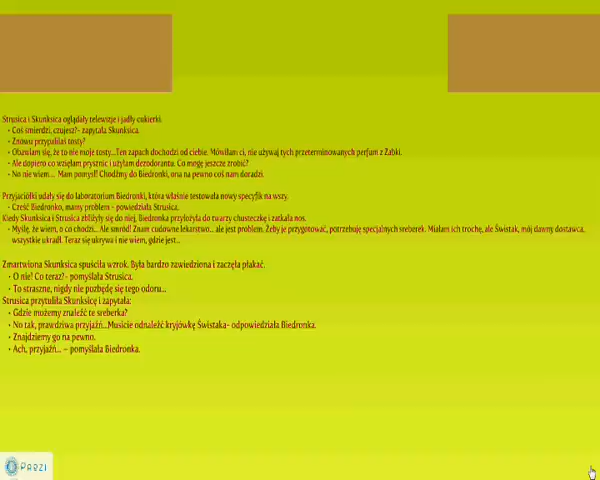 Strusica i Skunksica oglądały telewizje i jadły cukierki.
• Coś śmierdzi, czujesz?- zapytała Skunksica.
• Znowu przypaliłaś tosty?
• Obawiam się, że to nie moje tosty...Ten zapach dochodzi od ciebie. Mówiłam ci, nie używaj tych przeterminowanych perfum z Żabki.
• Ale dopiero co wzięłam prysznic i użyłam dezodorantu. Co mogę jeszcze zrobić?
• No nie wiem.... Mam pomysł! Chodźmy do Biedronki, ona na pewno coś nam doradzi.
Przyjaciółki udały się do laboratorium Biedronki, która właśnie testowała nowy specyfik na wszy.
• Cześć Biedronko, mamy problem - powiedziała Strusica.
Kiedy Skunksica i Strusica zbliżyły się do niej, Biedronka przyłożyła do twarzy chusteczkę i zatkała nos.
• Myślę, że wiem, o co chodzi... Ale smród! Znam cudowne lekarstwo... ale jest problem. Żeby je przygotować, potrzebuję specjalnych sreberek. Miałam ich trochę, ale Świstak, mój dawny dostawca,
wszystkie ukradł. Teraz się ukrywa i nie wiem, gdzie jest...
Zmartwiona Skunksica spuściła wzrok. Była bardzo zawiedziona i zaczęła płakać.
• O nie! Co teraz?- pomyślała Strusica.
• To straszne, nigdy nie pozbędę się tego odoru...
Strusica przytuliła Skunksicę i zapytała:
• Gdzie możemy znaleźć te sreberka?
• No tak, prawdziwa przyjaźń...Musicie odnaleźć kryjówkę Świstaka- odpowiedziała Biedronka.
• Znajdziemy go na pewno.
• Ach, przyjaźń... – pomyślała Biedronka.
Prezi